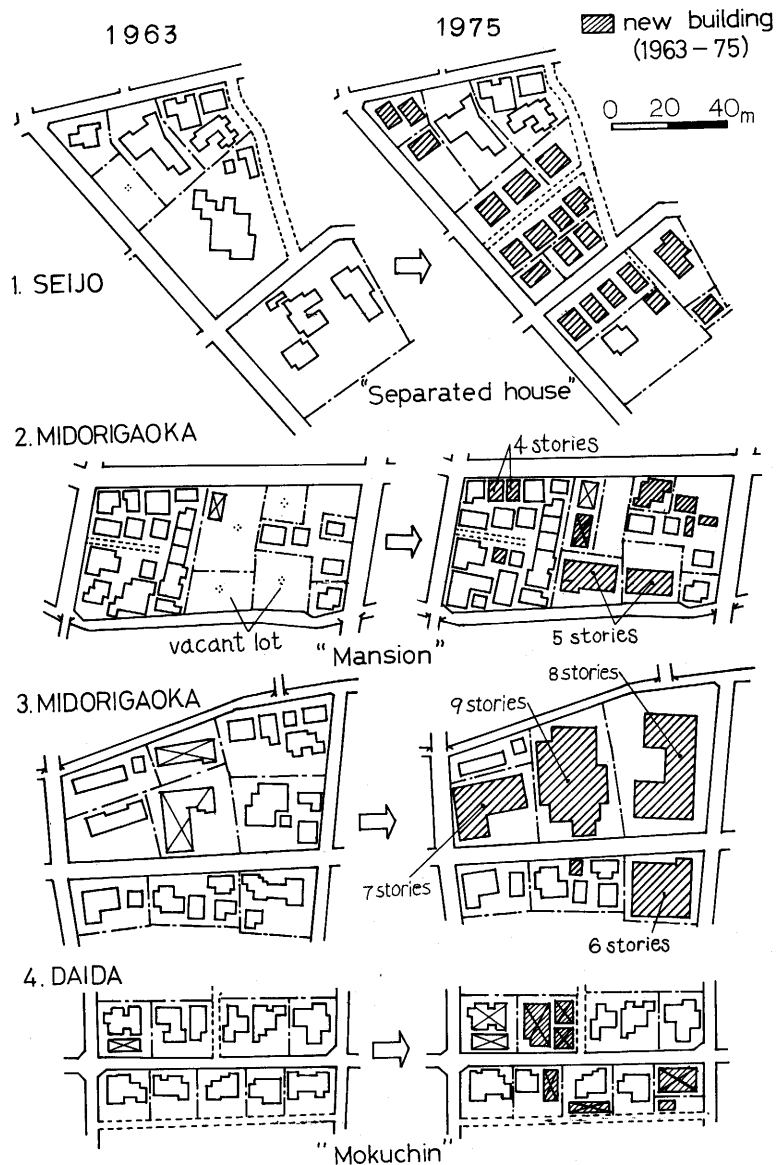 1963
1975
new building
(1963-75)
0 20 40m
1. SEIJO
"Separated house"
2. MIDORIGAOKA
4 stories
vacant lot
5 stories
"Mansion"
3. MIDORIGAOKA
8 stories
9 stories
7 stories
6 stories
4. DAIDA
"Mokuchin"